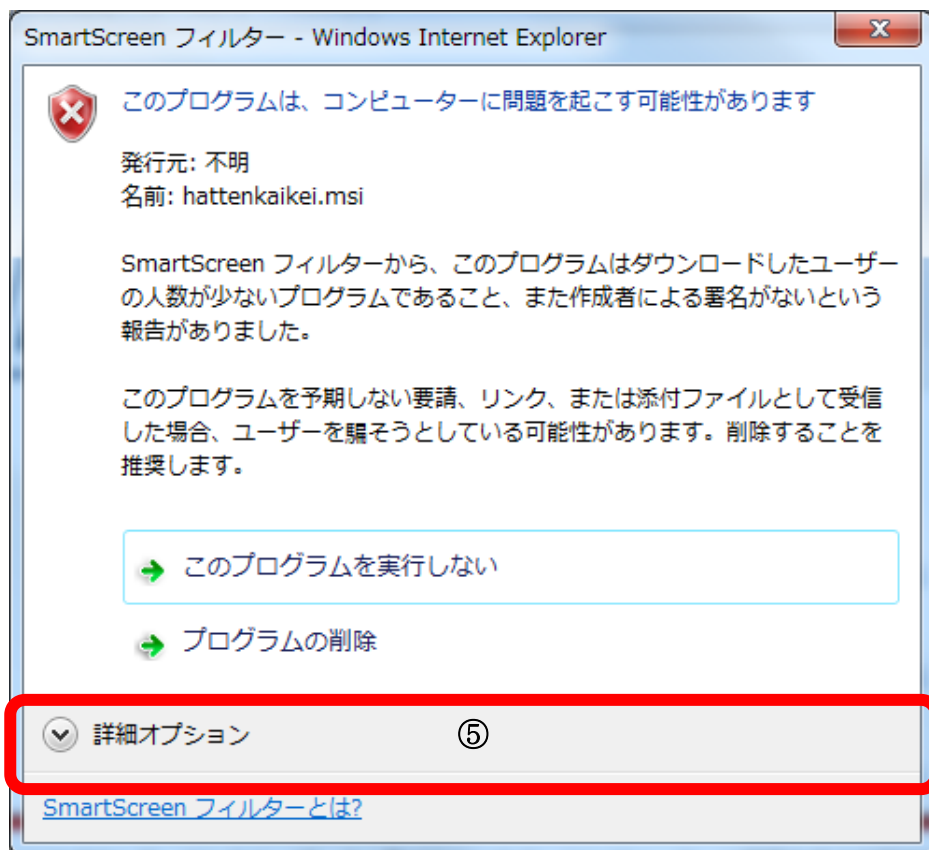 SmartScreen フィルター - Windows Internet Explorer
このプログラムは、コンピューターに問題を起こす可能性があります
発行元: 不明
名前: hattenkaikei.msi
SmartScreen フィルターから、このプログラムはダウンロードしたユーザー
の人数が少ないプログラムであること、また作成者による署名がないという
報告がありました。
このプログラムを予期しない要請、リンク、または添付ファイルとして受信
した場合、ユーザーを騙そうとしている可能性があります。削除することを
推奨します。
このプログラムを実行しない
プログラムの削除
詳細オプション ⑤
SmartScreen フィルターとは?